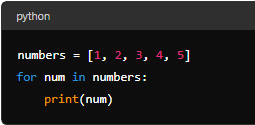 python
numbers = [1, 2, 3, 4, 5]
for num in numbers:
    print(num)